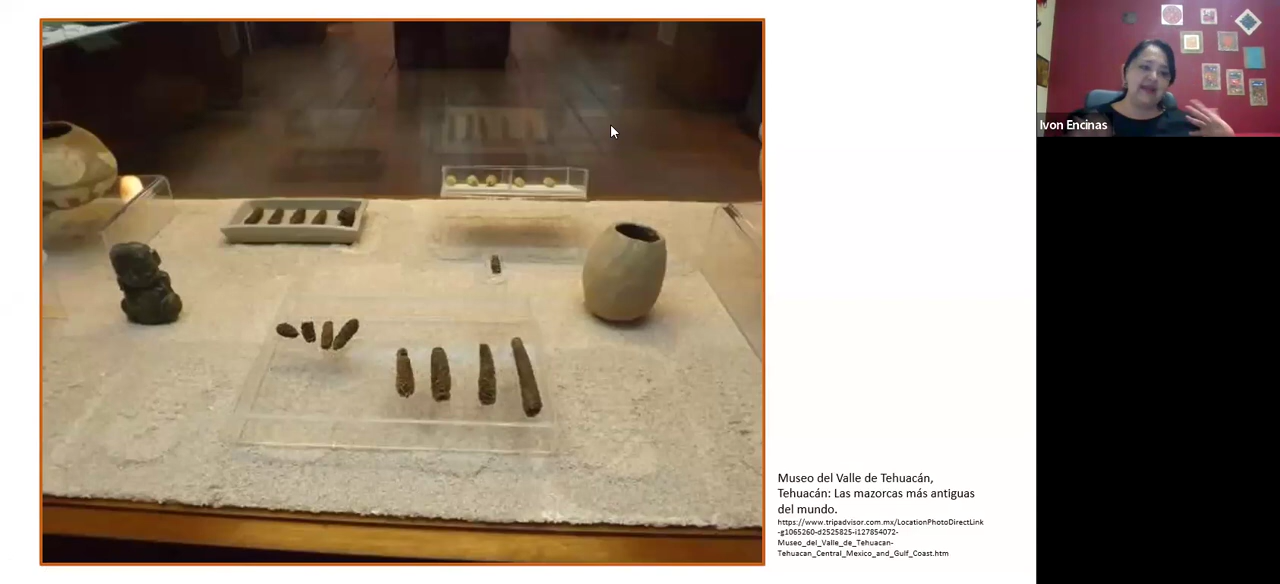 Ivon Encinas
Museo del Valle de Tehuacán,
Tehuacán: Las mazorcas más antiguas
del mundo.
https://www.tripadvisor.com.mx/LocationPhotoDirectLink
-g1065260-d2525825-i127854072-
Museo_del_Valle_de_Tehuacan-
Tehuacan_Central_Mexico_and_Gulf_Coast.htm